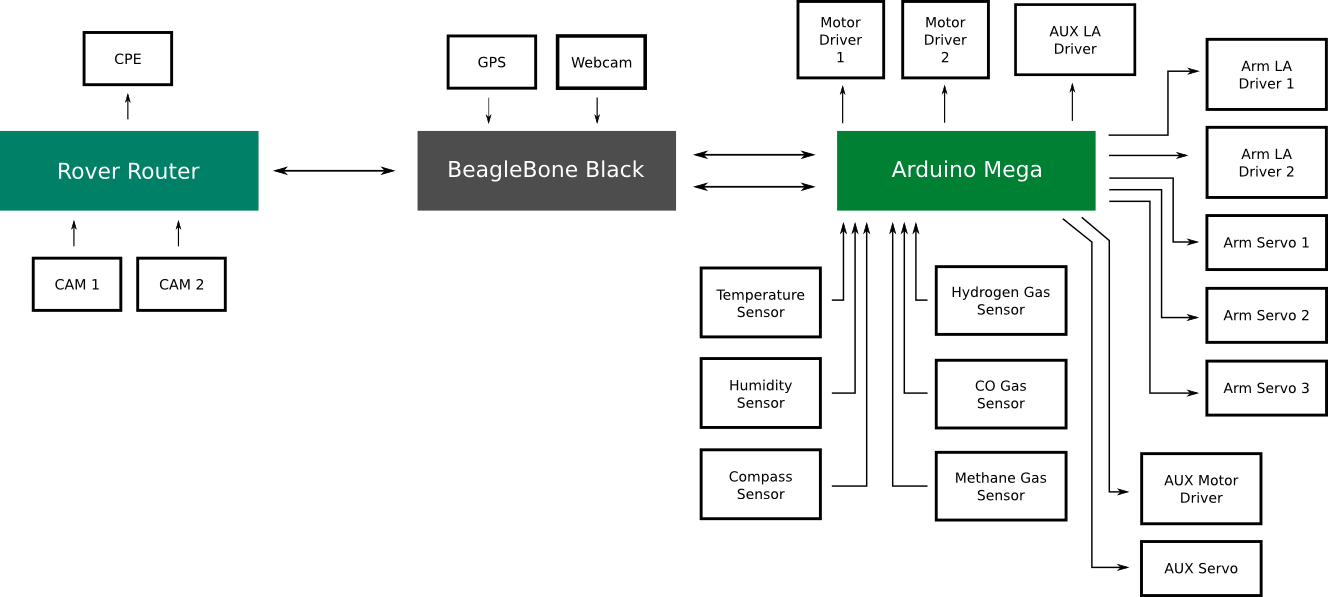 CPE
GPS
Webcam
Motor
Driver
1
Motor
Driver
2
AUX LA
Driver
Arm LA
Driver 1
Rover Router
BeagleBone Black
Arduino Mega
Arm LA
Driver 2
Arm Servo 1
CAM 1
CAM 2
Temperature
Sensor
Hydrogen Gas
Sensor
Arm Servo 2
Humidity
Sensor
CO Gas
Sensor
Arm Servo 3
Compass
Sensor
Methane Gas
Sensor
AUX Motor
Driver
AUX Servo